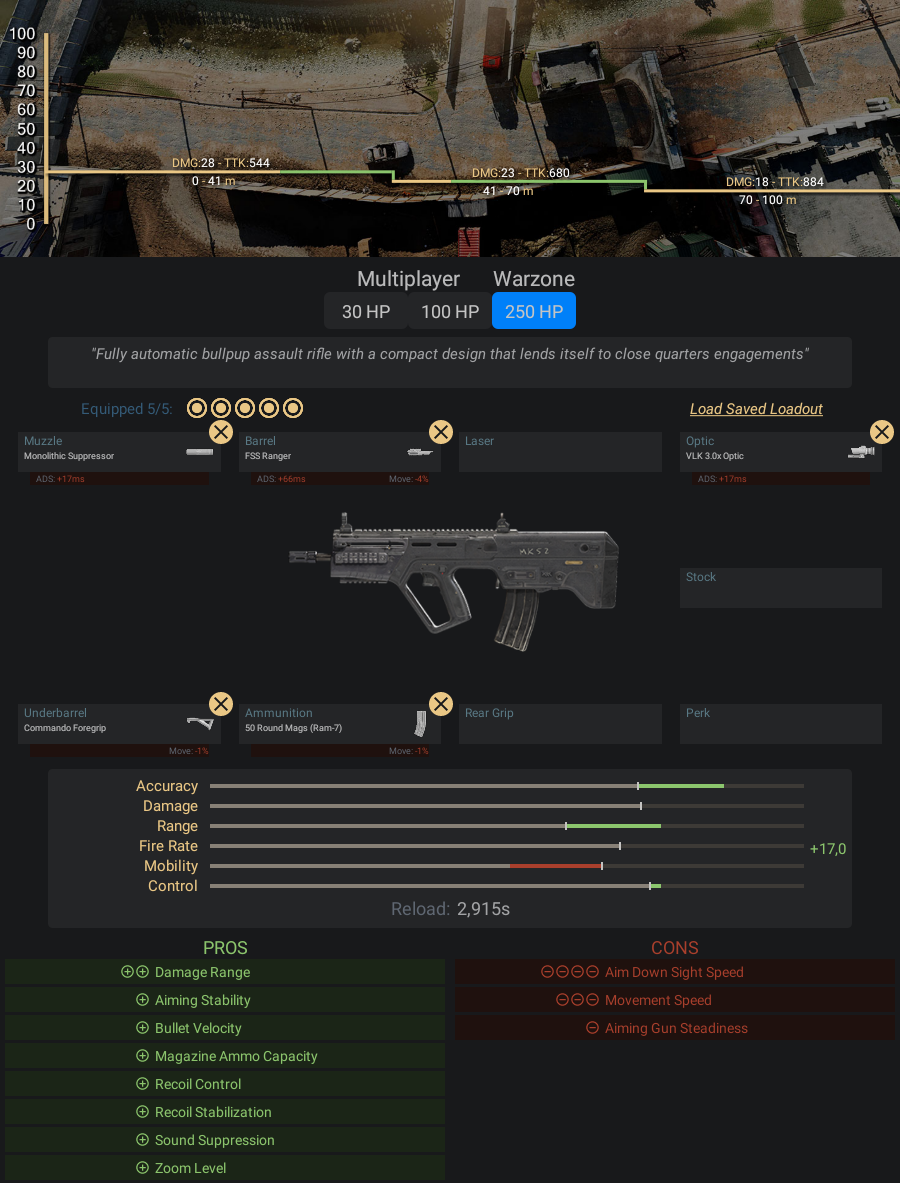 100
90
80
70
60
50
40
30
20
10
0
DMG:28 - TTK:544
0 - 41 m
DMG:23 - TTK:680
41 - 70 m
DMG:18 - TTK:884
70 - 100 m
Multiplayer Warzone
30 HP 100 HP 250 HP
"Fully automatic bullpup assault rifle with a compact design that lends itself to close quarters engagements"
Equipped 5/5: Load Saved Loadout
Muzzle
Monolithic Suppressor
ADS: +17ms
Barrel
FSS Ranger
ADS: +66ms Move: -4%
Laser
Optic
VLK 3.0x Optic
ADS: +17ms
MK52
Stock
Underbarrel
Commando Foregrip
Move: -1%
Ammunition
50 Round Mags (Ram-7)
Move: -1%
Rear Grip
Perk
Accuracy
Damage
Range
Fire Rate
+17,0
Mobility
Control
Reload: 2,915s
PROS
Damage Range
Aiming Stability
Bullet Velocity
Magazine Ammo Capacity
Recoil Control
Recoil Stabilization
Sound Suppression
Zoom Level
CONS
Aim Down Sight Speed
Movement Speed
Aiming Gun Steadiness